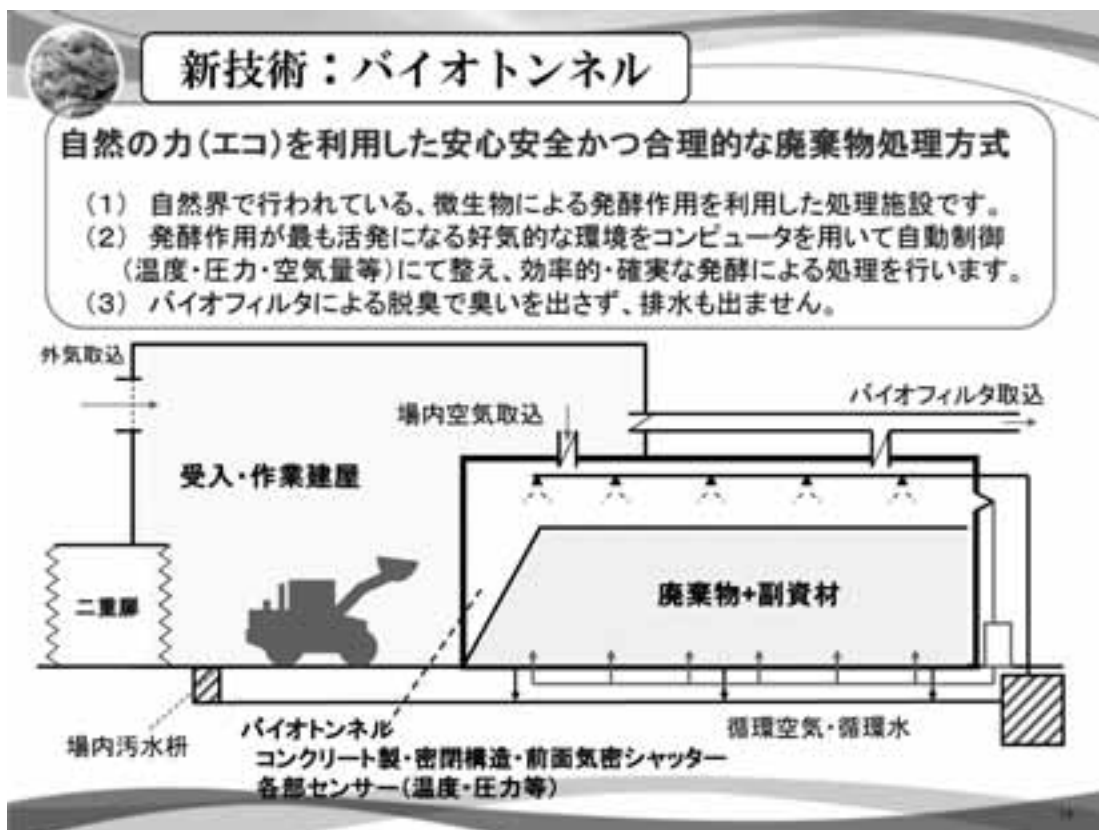 新技術：バイオトンネル
自然の力(エコ)を利用した安心安全かつ合理的な廃棄物処理方式
（1） 自然界で行われている、微生物による発酵作用を利用した処理施設です。
（2） 発酵作用が最も活発になる好気的な環境をコンピュータを用いて自動制御
（温度・圧力・空気量等）にて整え、効率的・確実な発酵による処理を行います。
（3） バイオフィルタによる脱臭で臭いを出さず、排水も出ません。
外気取込
バイオフィルタ取込
場内空気取込
受入・作業建屋
二重扉
廃棄物+副資材
場内汚水枡
バイオトンネル
コンクリート製・密閉構造・前面気密シャッター
各部センサー（温度・圧力等）
循環空気・循環水